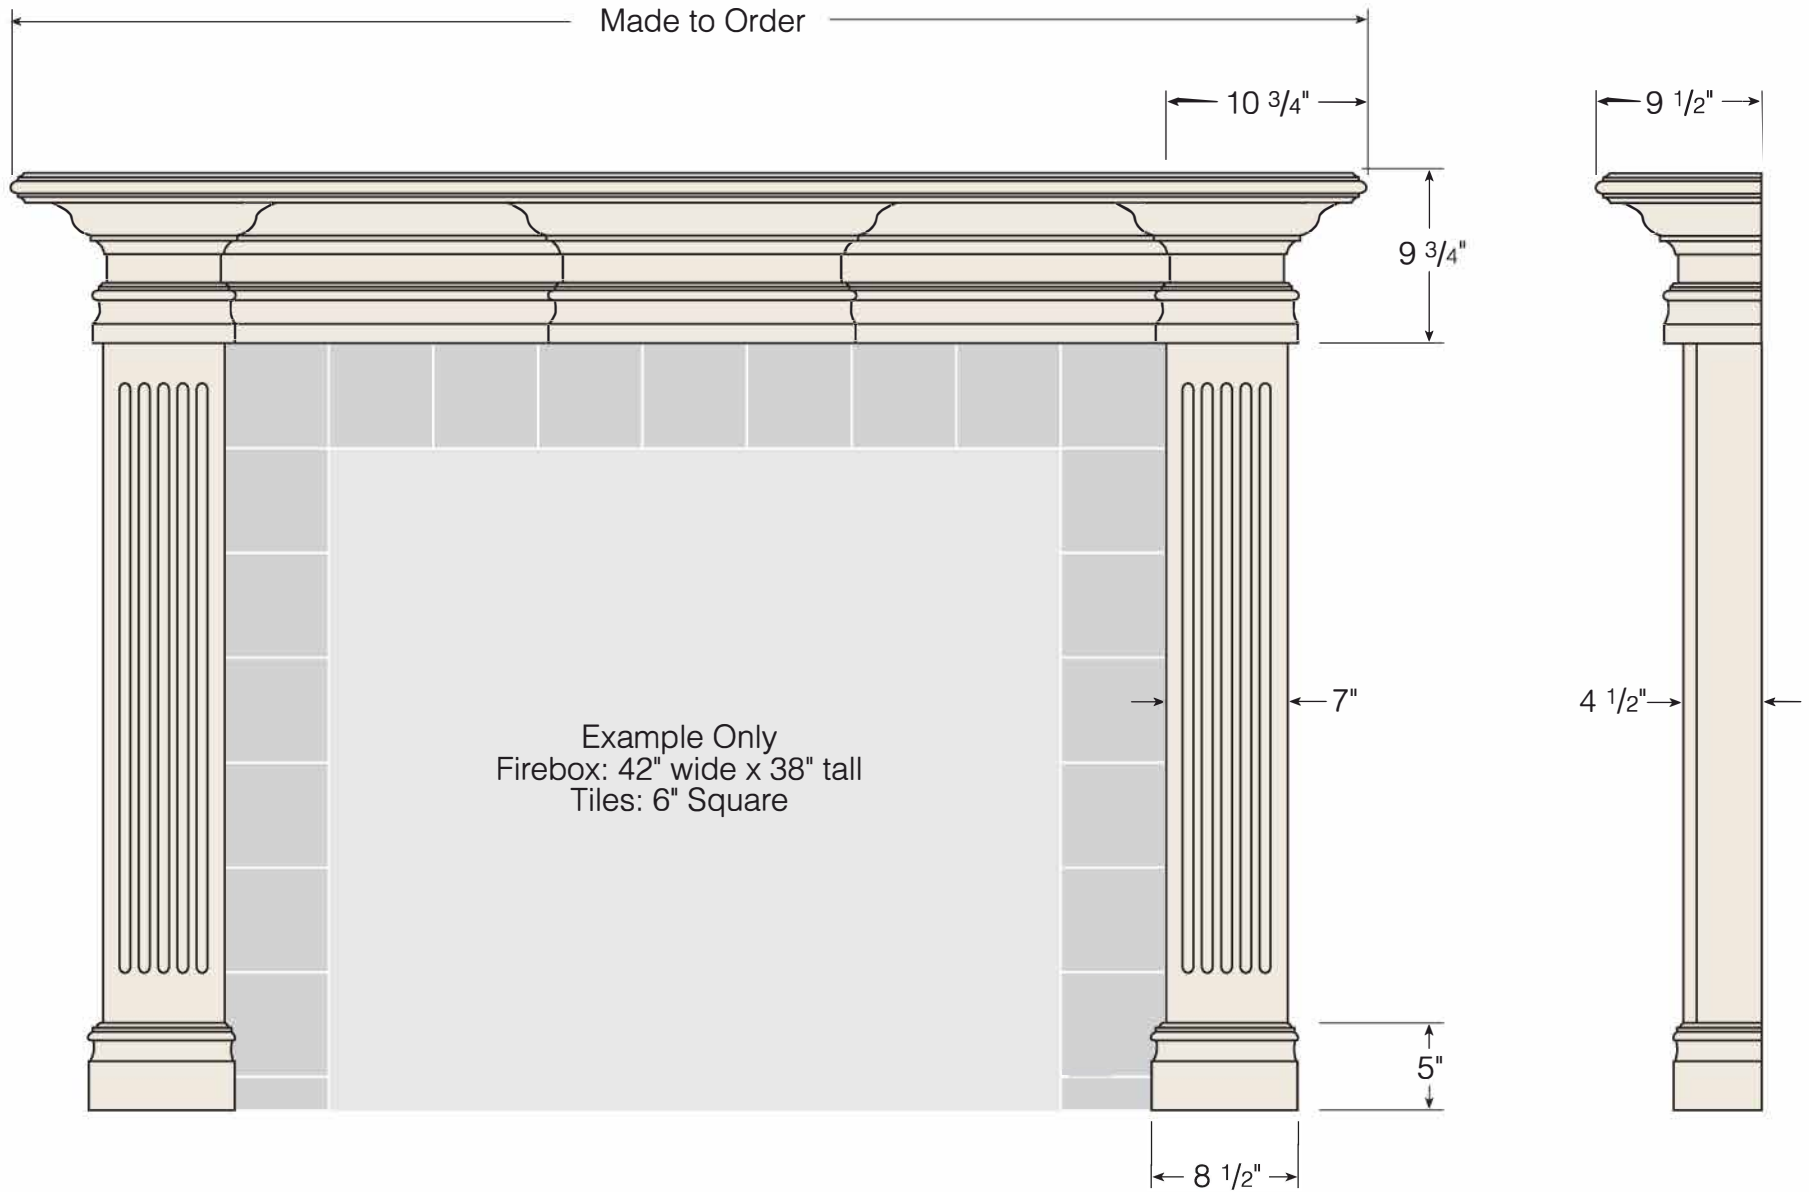 Made to Order
10 3/4"
9 1/2"
9 3/4"
7"
4 1/2"
Example Only
Firebox: 42" wide x 38" tall
Tiles: 6" Square
5"
8 1/2"